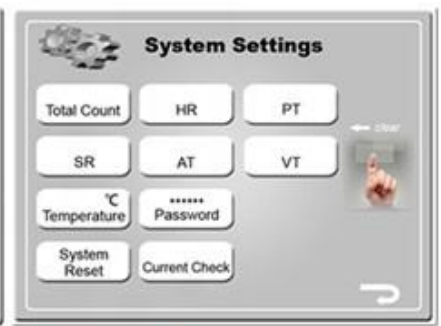 System Settings
Total Count
HR
PT
← clear
SR
AT
VT
℃
Temperature
••••••
Password
System
Reset
Current Check